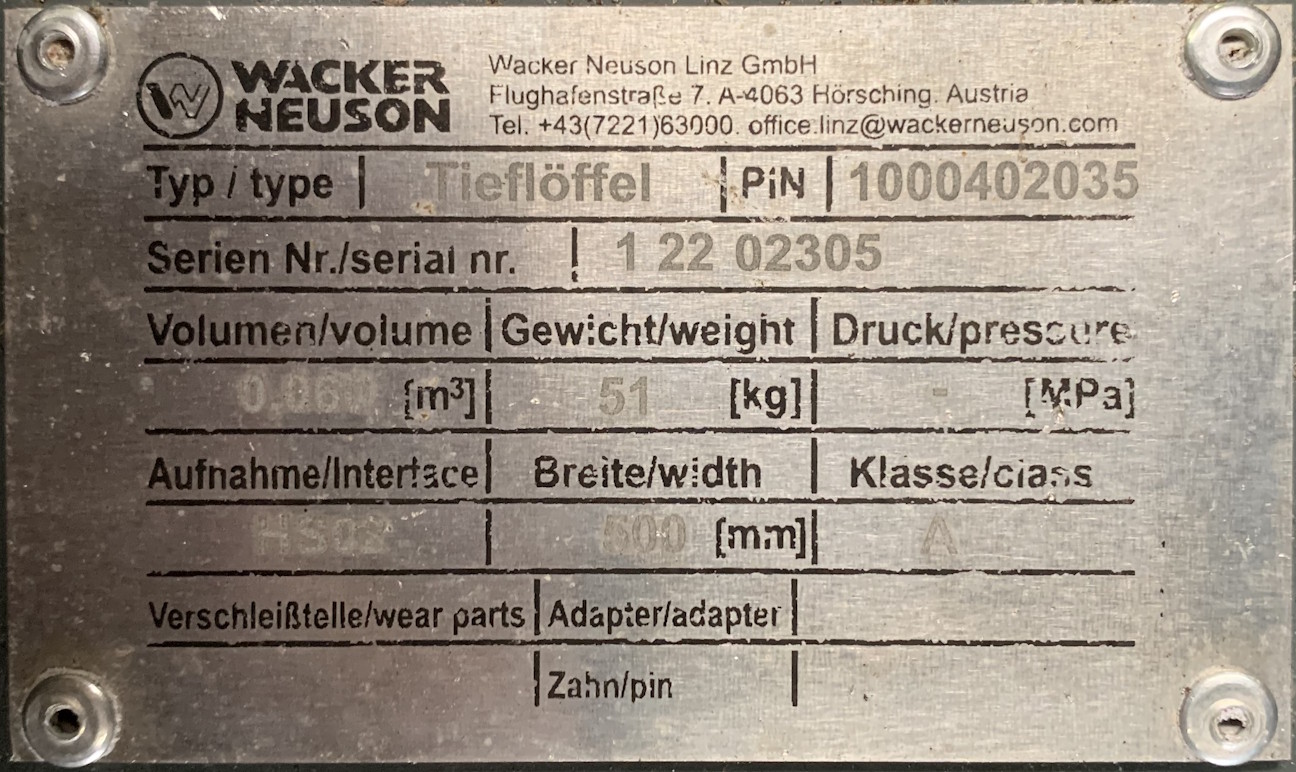 WACKER
NEUSON
Wacker Neuson Linz GmbH
Flughafenstraße 7. A-4063 Hörsching. Austria
Tel. +43(7221)63000. office.linz@wackerneuson.com
Typ / type Tieflöffel PiN 1000402035
Serien Nr./serial nr. 1 22 02305
Volumen/volume Gewicht/weight Druck/pressure
[m³] 51 [kg] - [MPa]
Aufnahme/Interface Breite/width Klasse/class
500 [mm] A
Verschleißtelle/wear parts Adapter/adapter
Zahn/pin